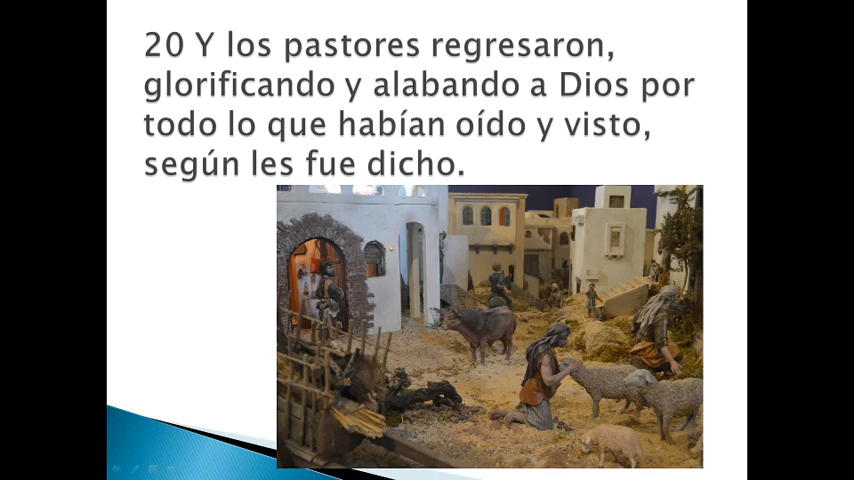 20 Y los pastores regresaron,
glorificando y alabando a Dios por
todo lo que habían oído y visto,
según les fue dicho.